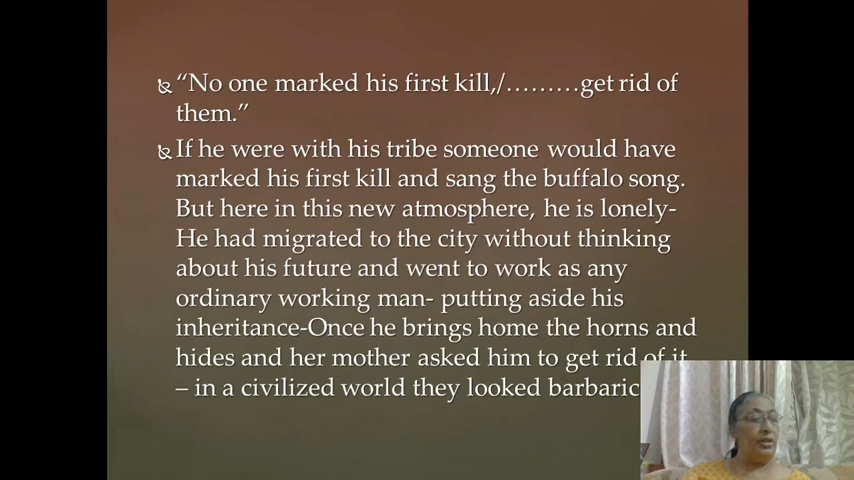 “No one marked his first kill,/………get rid of
them.”
If he were with his tribe someone would have
marked his first kill and sang the buffalo song.
But here in this new atmosphere, he is lonely-
He had migrated to the city without thinking
about his future and went to work as any
ordinary working man- putting aside his
inheritance-Once he brings home the horns and
hides and her mother asked him to get rid of it
– in a civilized world they looked barbaric